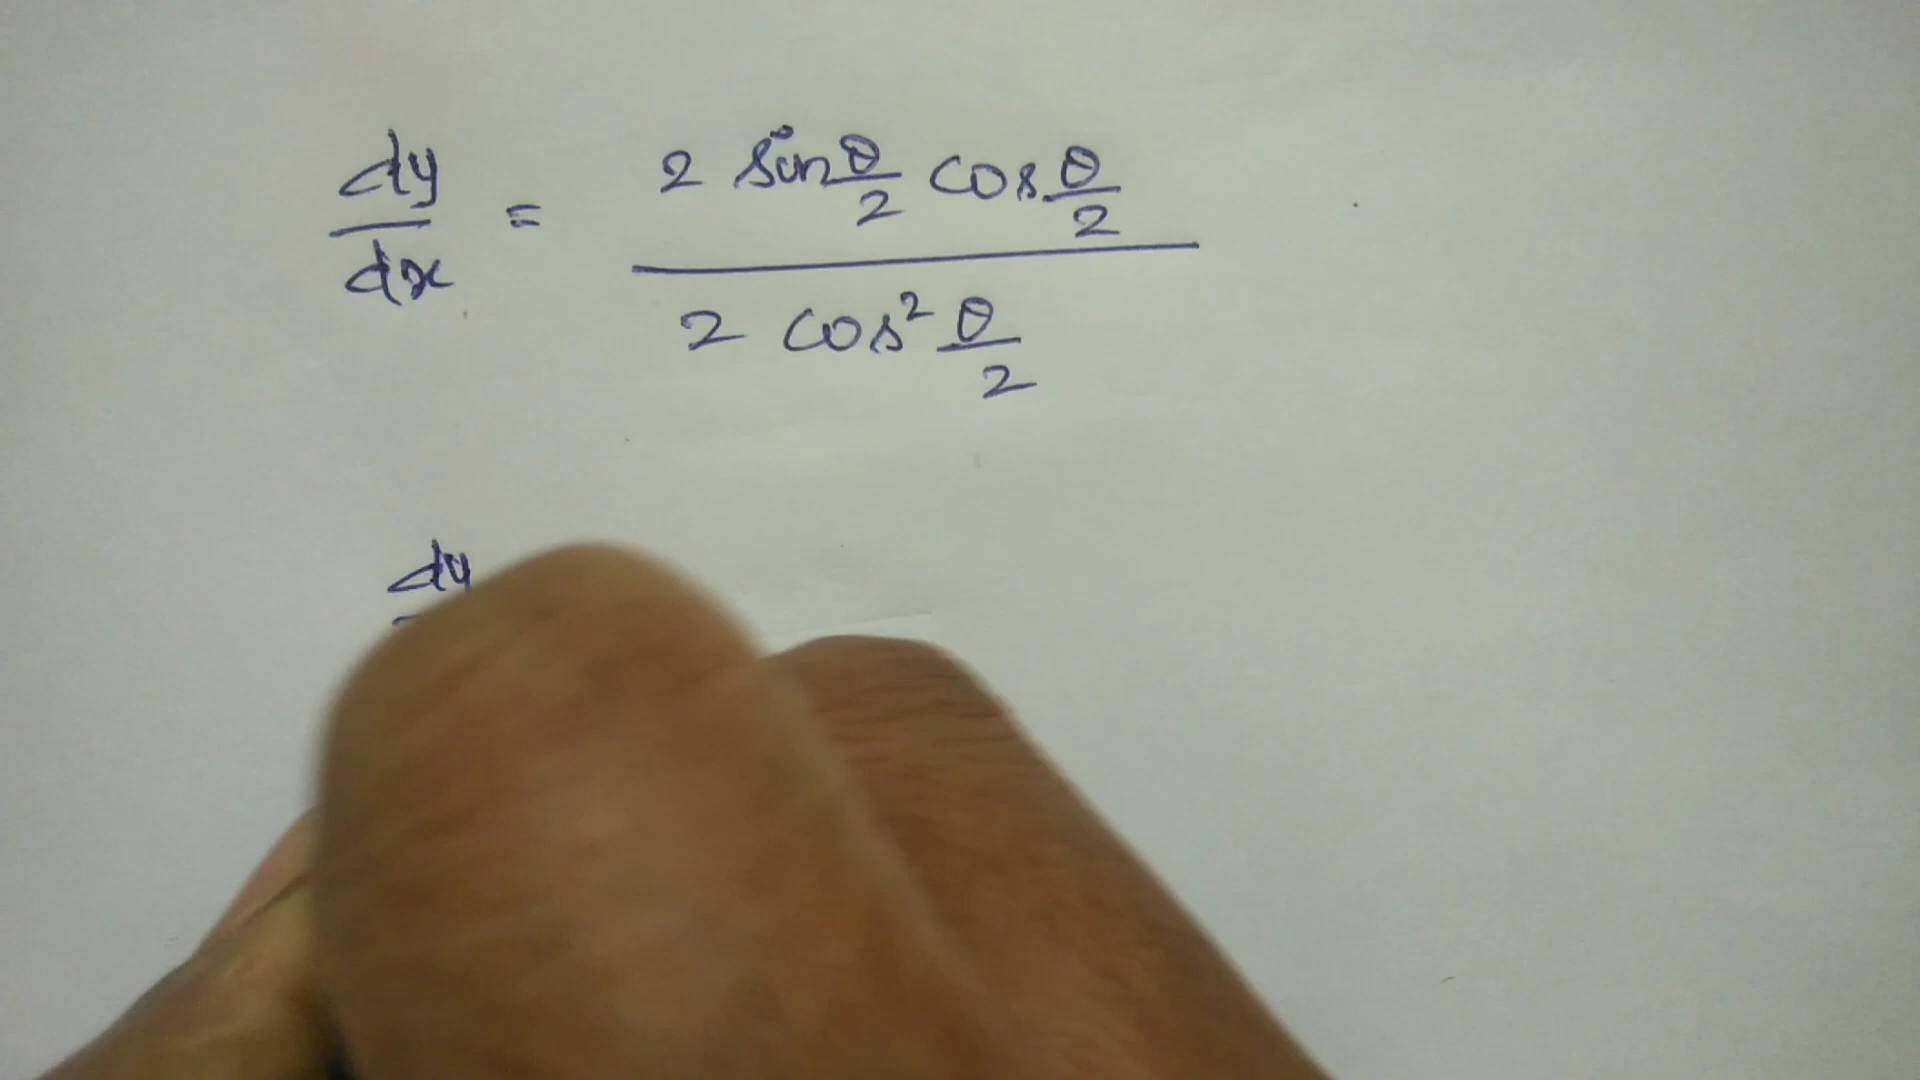 dy/dx = 2 sin θ/2 cos θ/2 / 2 cos² θ/2
dy